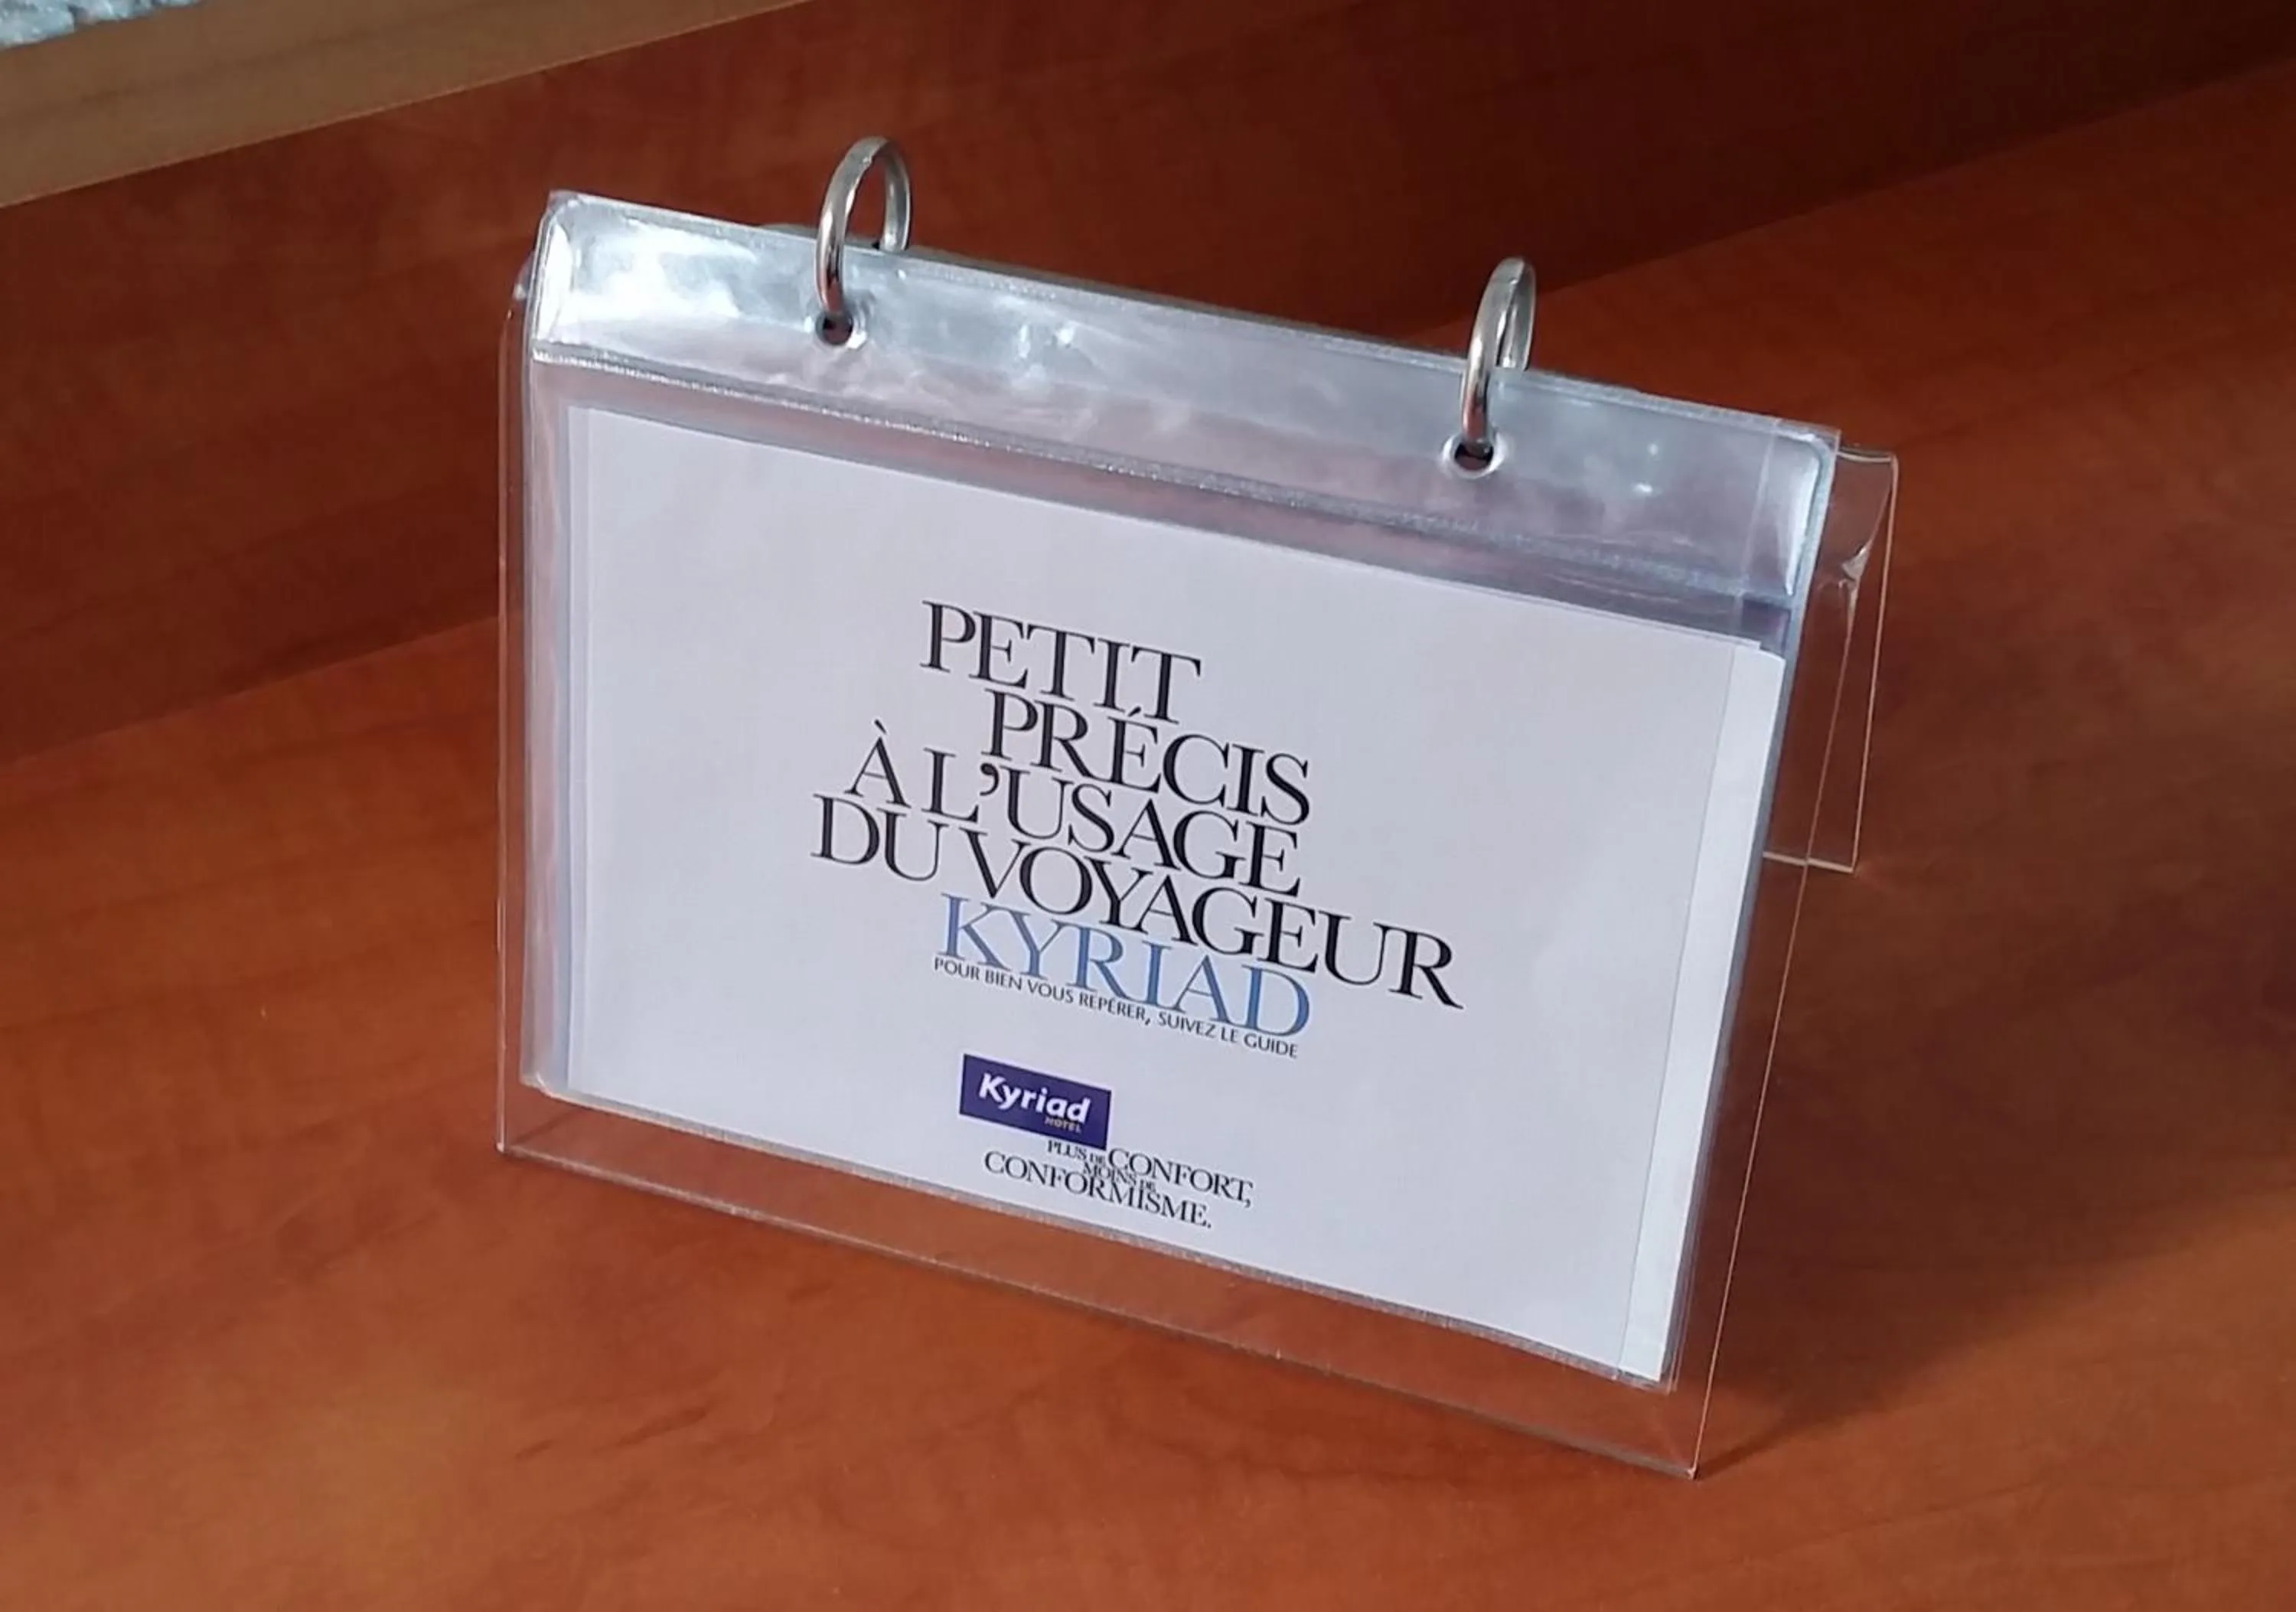 PETIT
PRÉCIS
À L'USAGE
DU VOYAGEUR
KYRIAD
POUR BIEN VOUS REPÉRER, SUIVEZ LE GUIDE
Kyriad
HOTEL
PLUS DE CONFORT,
MOINS DE
CONFORMISME.